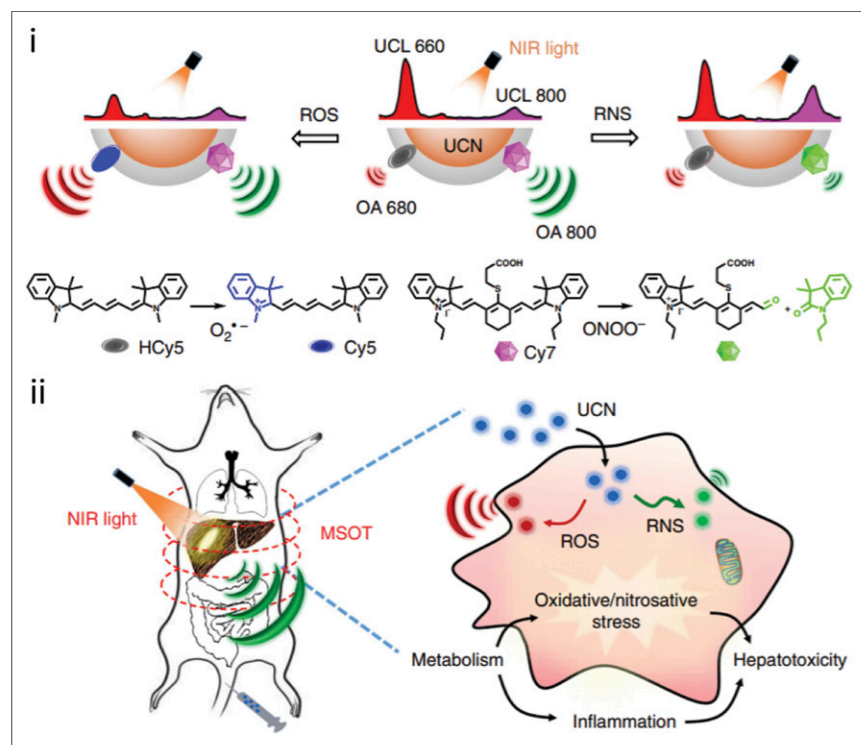 i
UCL 660
NIR light
UCL 800
ROS
RNS
UCN
OA 680
OA 800
COOH
S
COOH
S
N
N+
N
N
N+
I-
N
N+
I-
O
O
N
+
O2•−
ONOO−
HCy5
Cy5
Cy7
ii
UCN
NIR light
MSOT
ROS
RNS
Oxidative/nitrosative
stress
Metabolism
Hepatotoxicity
Inflammation